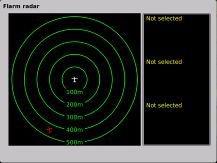 Flarm radar
Not selected
Not selected
Not selected
100m
200m
300m
400m
500m